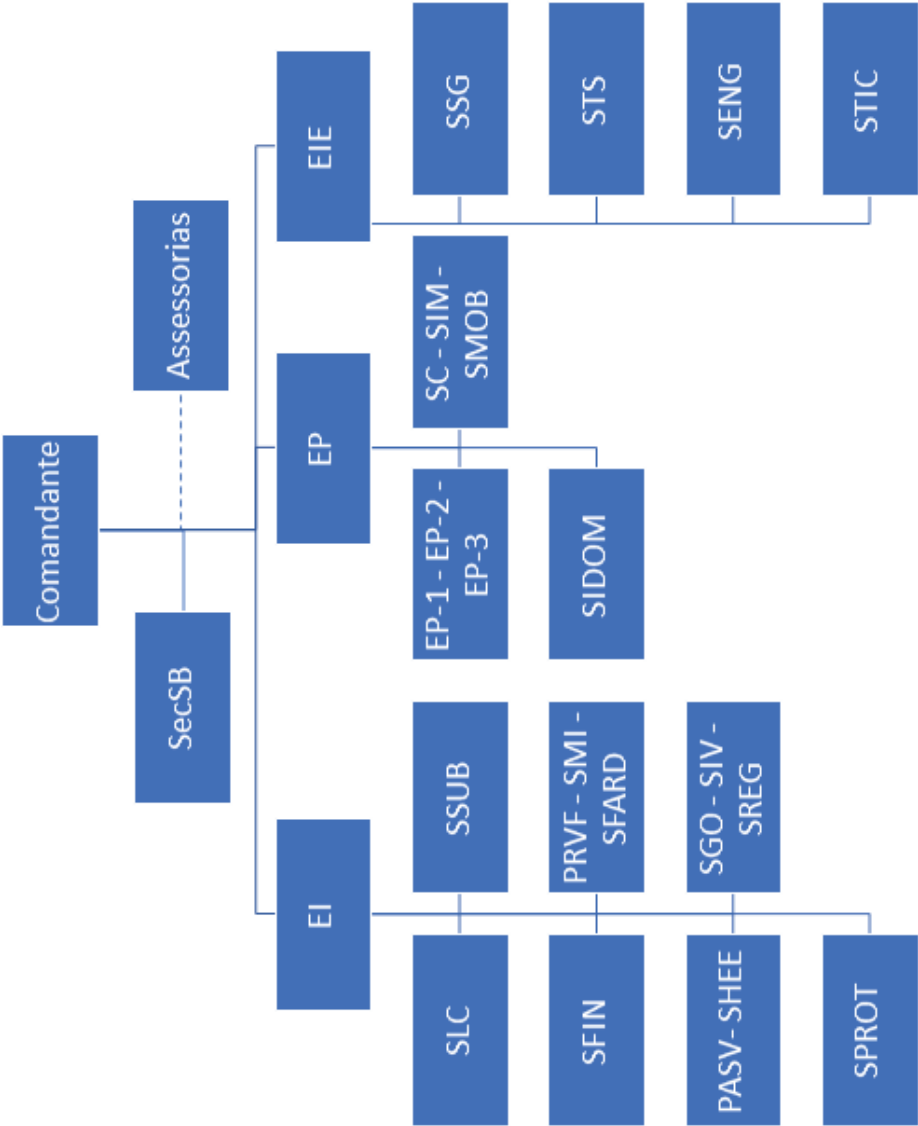 Comandante
SecSB
Assessorias
EI
EP
EIE
SLC
SSUB
SFIN
PRVF - SMI -
SFARD
PASV- SHEE
SGO - SIV -
SREG
SPROT
EP-1 - EP-2 -
EP-3
SC - SIM -
SMOB
SIDOM
SSG
STS
SENG
STIC